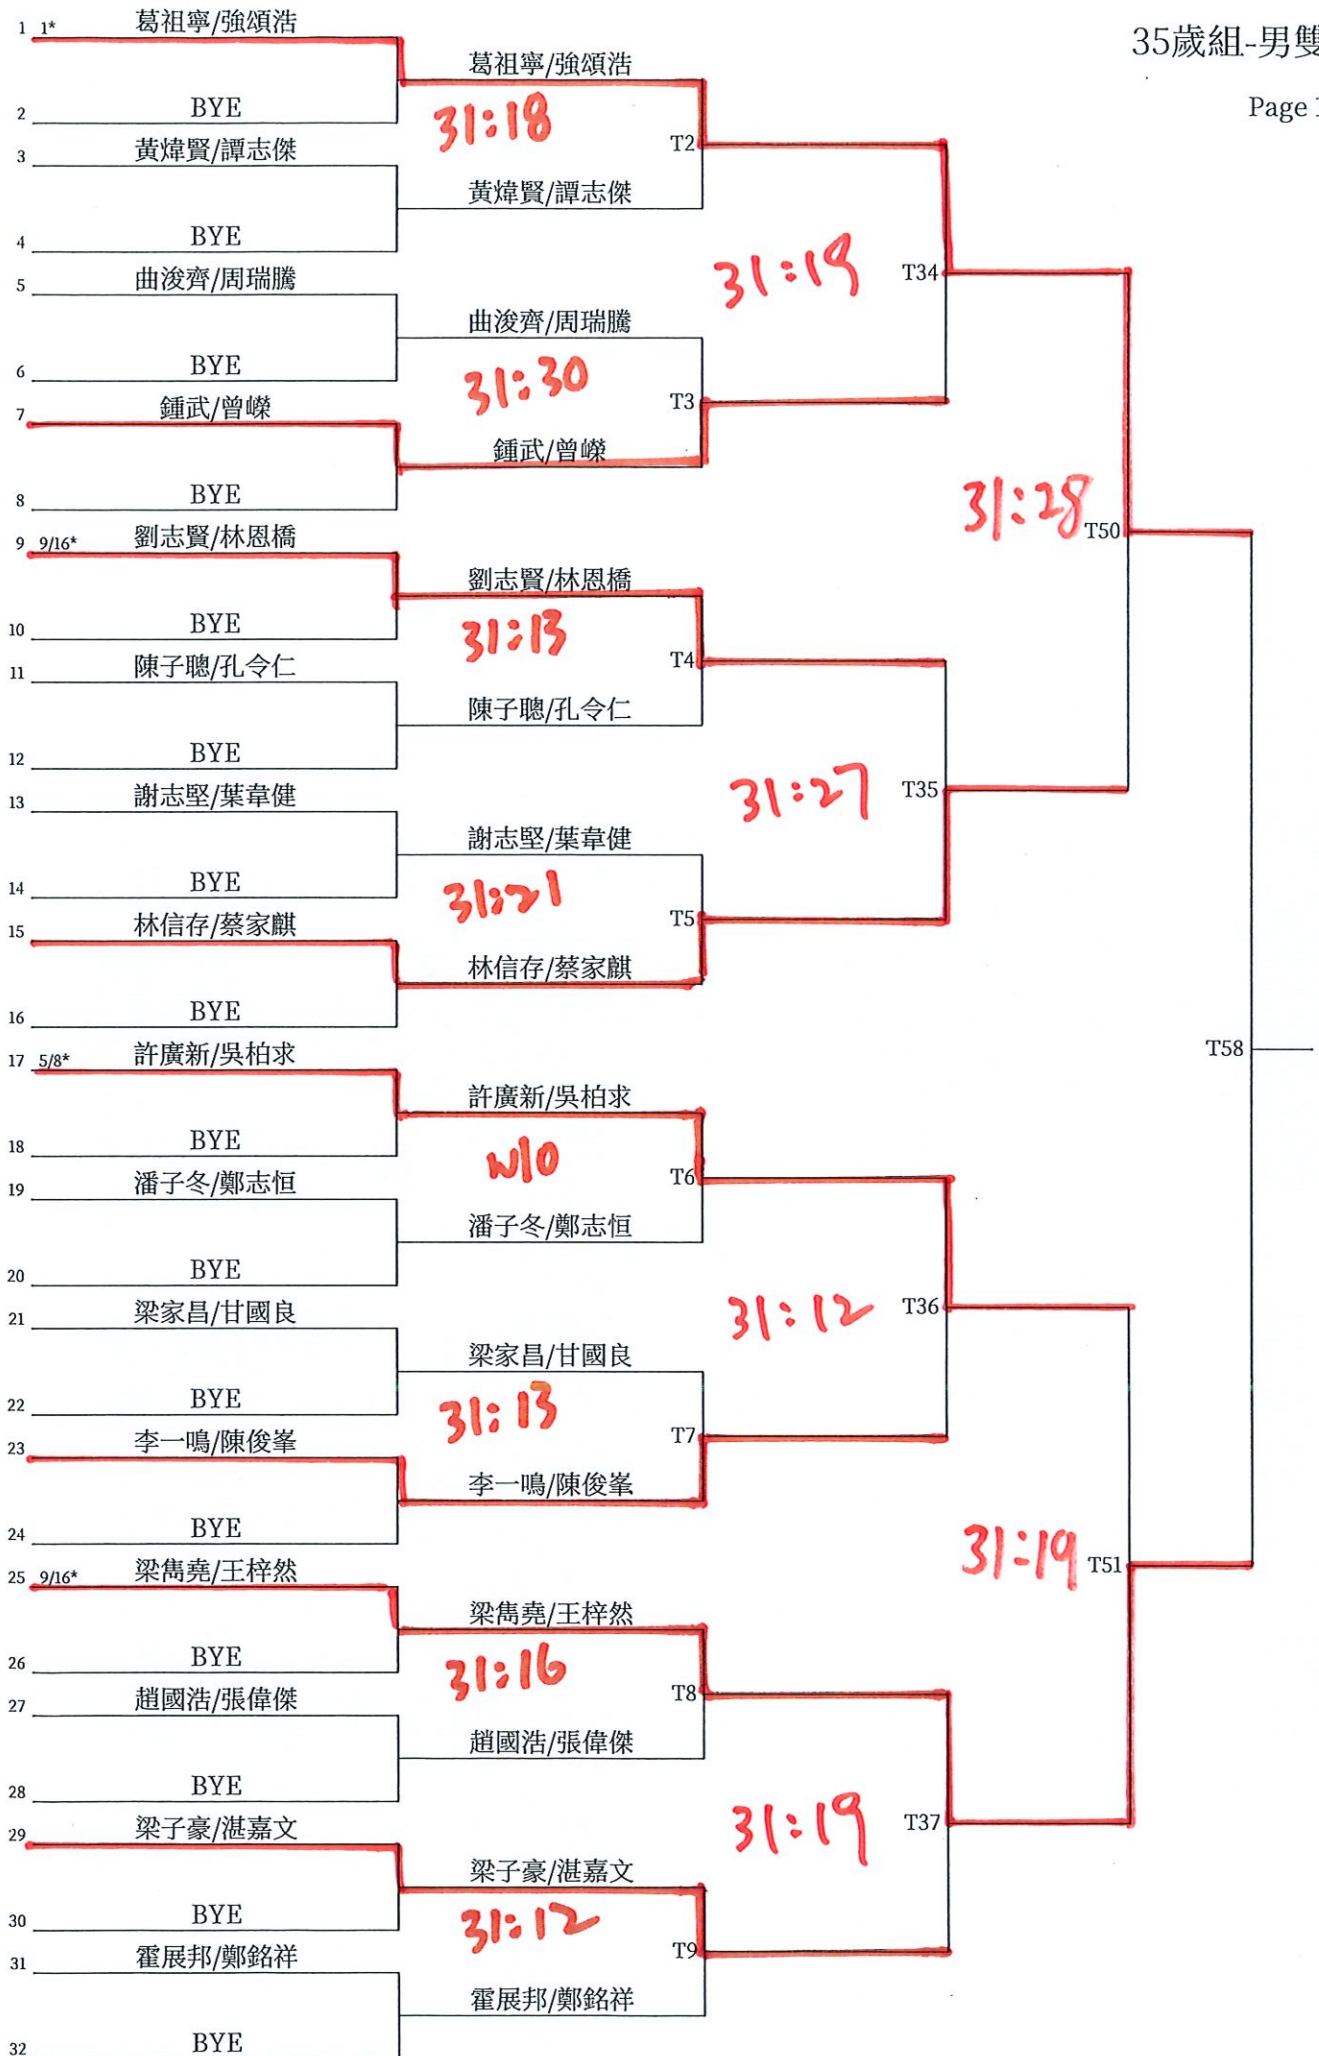 35歲組-男雙
Page
1 1* 葛祖寧/強頌浩
葛祖寧/強頌浩
2 BYE
31:18
T2
3 黃煒賢/譚志傑
黃煒賢/譚志傑
4 BYE
31:19 T34
5 曲浚齊/周瑞騰
曲浚齊/周瑞騰
6 BYE
31:30
T3
7 鍾武/曾嶸
鍾武/曾嶸
8 BYE
31:28 T50
9 9/16* 劉志賢/林恩橋
劉志賢/林恩橋
10 BYE
31:13
T4
11 陳子聰/孔令仁
陳子聰/孔令仁
12 BYE
31:27 T35
13 謝志堅/葉韋健
謝志堅/葉韋健
14 BYE
31:21
T5
15 林信存/蔡家麒
林信存/蔡家麒
16 BYE
T58
17 5/8* 許廣新/吳柏求
許廣新/吳柏求
18 BYE
W/O
T6
19 潘子冬/鄭志恒
潘子冬/鄭志恒
20 BYE
31:12 T36
21 梁家昌/甘國良
梁家昌/甘國良
22 BYE
31:13
T7
23 李一鳴/陳俊峯
李一鳴/陳俊峯
24 BYE
31:19 T51
25 9/16* 梁雋堯/王梓然
梁雋堯/王梓然
26 BYE
31:16
T8
27 趙國浩/張偉傑
趙國浩/張偉傑
28 BYE
31:19 T37
29 梁子豪/湛嘉文
梁子豪/湛嘉文
30 BYE
31:12
T9
31 霍展邦/鄭銘祥
霍展邦/鄭銘祥
32 BYE